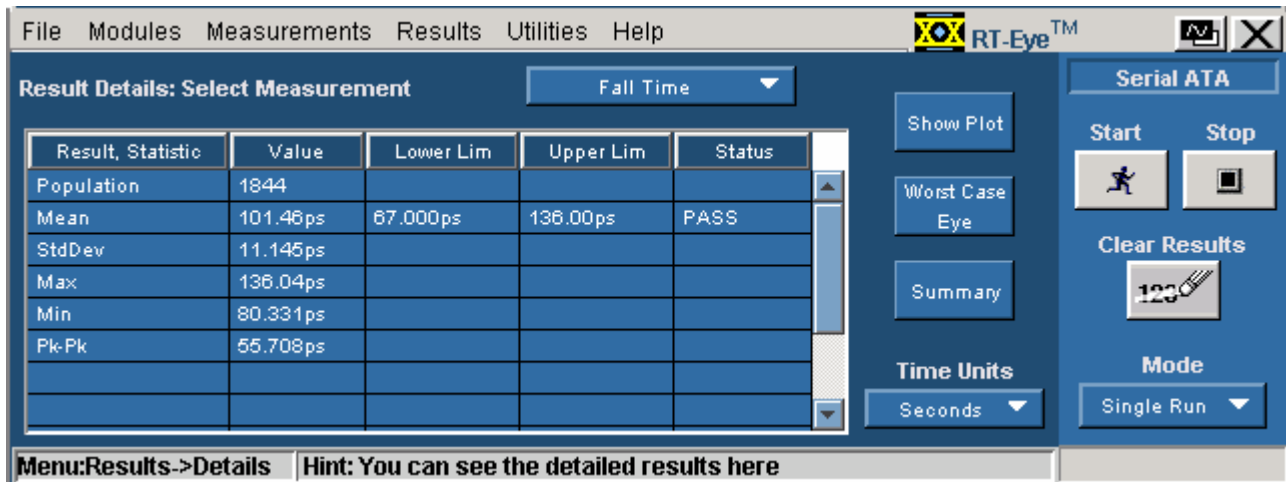 File Modules Measurements Results Utilities Help RT-Eye™
Result Details: Select Measurement Fall Time
Result, Statistic Value Lower Lim Upper Lim Status
Population 1844
Mean 101.46ps 67.000ps 136.00ps PASS
StdDev 11.145ps
Max 136.04ps
Min 80.331ps
Pk-Pk 55.708ps
Show Plot
Worst Case
Eye
Summary
Time Units
Seconds
Serial ATA
Start Stop
Clear Results
123
Mode
Single Run
Menu:Results->Details Hint: You can see the detailed results here